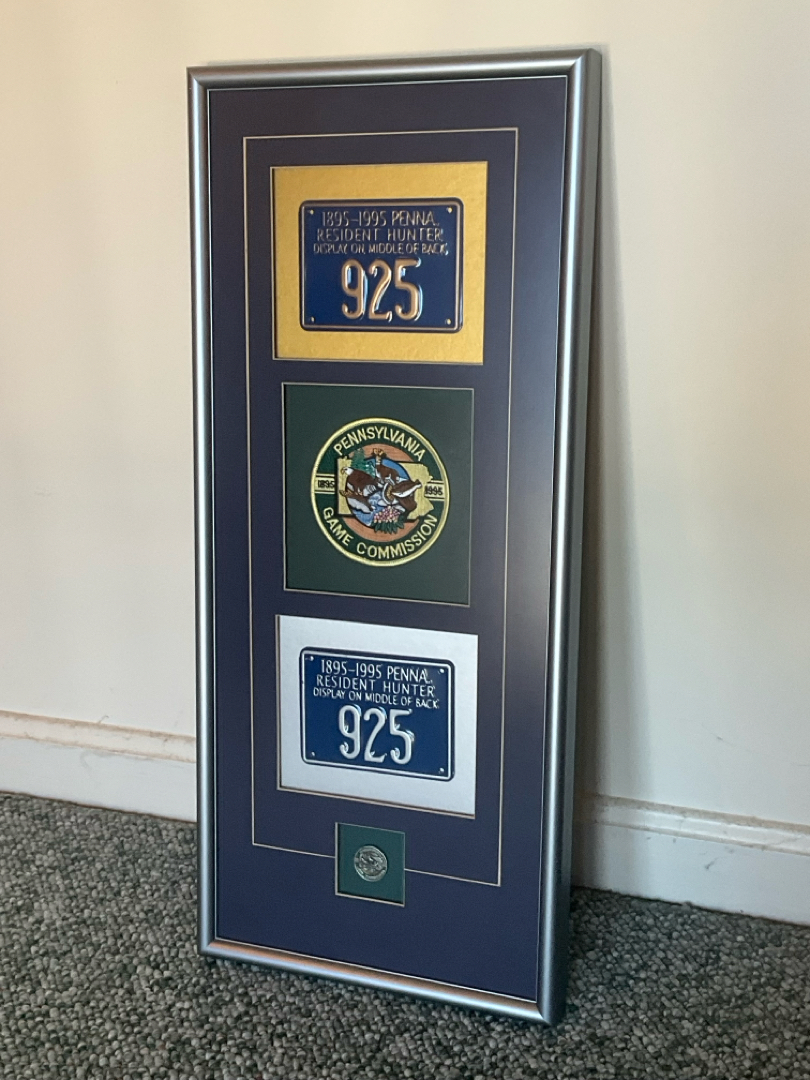 1895-1995 PENNA.
RESIDENT HUNTER
DISPLAY ON MIDDLE OF BACK
925
PENNSYLVANIA
1895 1995
GAME COMMISSION
1895-1995 PENNA.
RESIDENT HUNTER
DISPLAY ON MIDDLE OF BACK
925